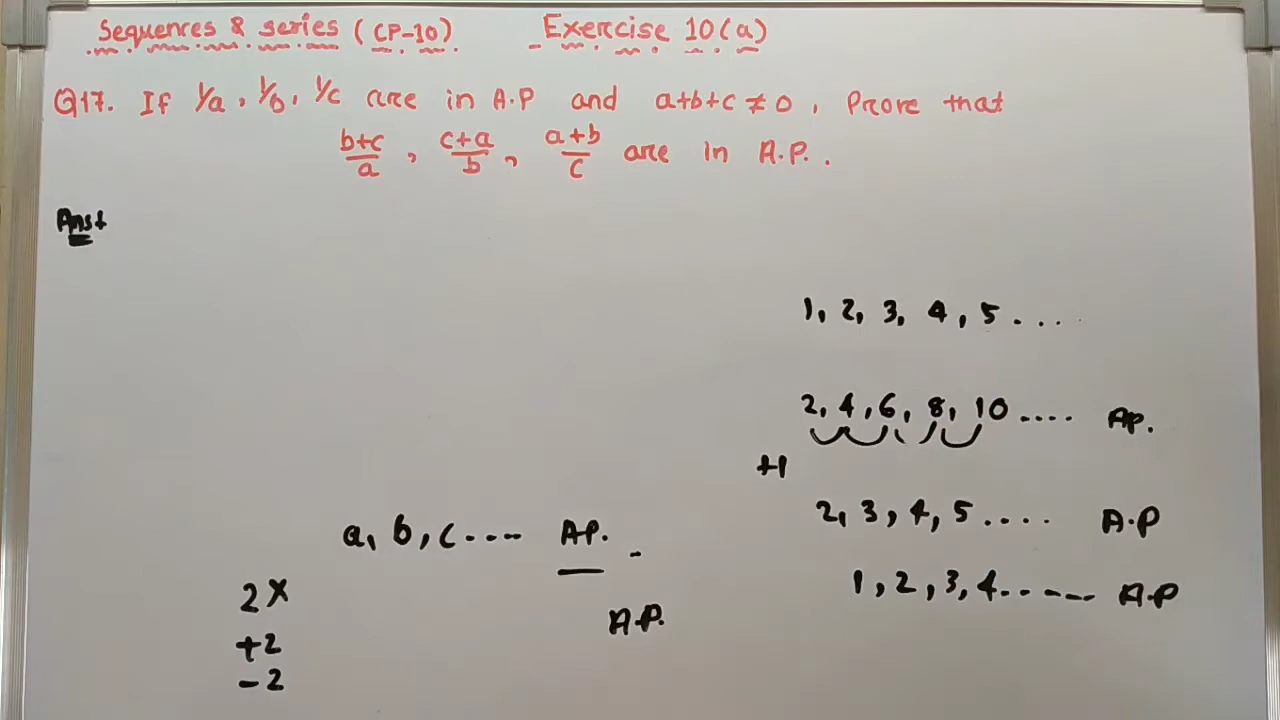 Sequences & series (CP-10) Exercise 10(a)
Q17. If 1/a, 1/b, 1/c are in A.P and a+b+c ≠ 0, Prove that
(b+c)/a, (c+a)/b, (a+b)/c are in A.P.
Ans:
1, 2, 3, 4, 5 ....
2, 4, 6, 8, 10 .... AP.
+1
2, 3, 4, 5 .... A.P
a, b, c .... AP.
1, 2, 3, 4 ...... A.P
2 X
A.P.
+2
-2